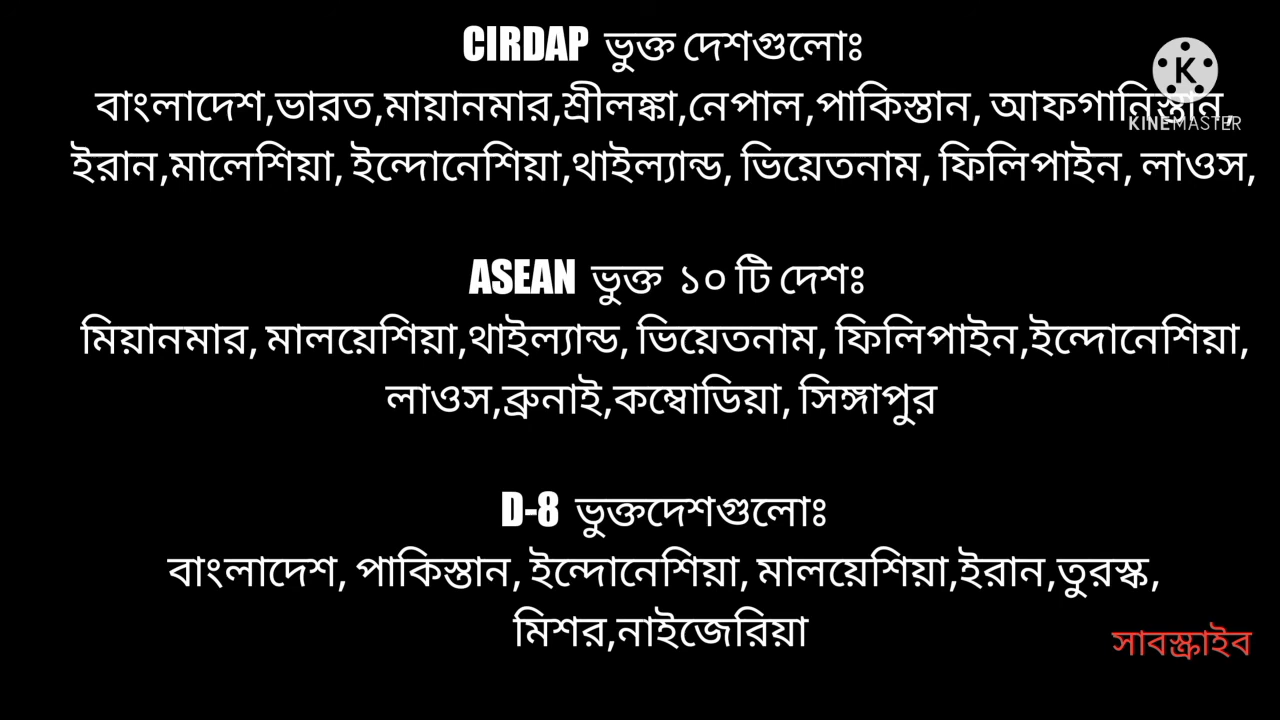 CIRDAP ভুক্ত দেশগুলোঃ
বাংলাদেশ,ভারত,মায়ানমার,শ্রীলঙ্কা,নেপাল,পাকিস্তান, আফগানিস্তান,
KINEMASTER
ইরান,মালেশিয়া, ইন্দোনেশিয়া,থাইল্যান্ড, ভিয়েতনাম, ফিলিপাইন, লাওস,
ASEAN ভুক্ত ১০ টি দেশঃ
মিয়ানমার, মালয়েশিয়া,থাইল্যান্ড, ভিয়েতনাম, ফিলিপাইন,ইন্দোনেশিয়া,
লাওস,ব্রুনাই,কম্বোডিয়া, সিঙ্গাপুর
D-8 ভুক্তদেশগুলোঃ
বাংলাদেশ, পাকিস্তান, ইন্দোনেশিয়া, মালয়েশিয়া,ইরান,তুরস্ক,
মিশর,নাইজেরিয়া
সাবস্ক্রাইব